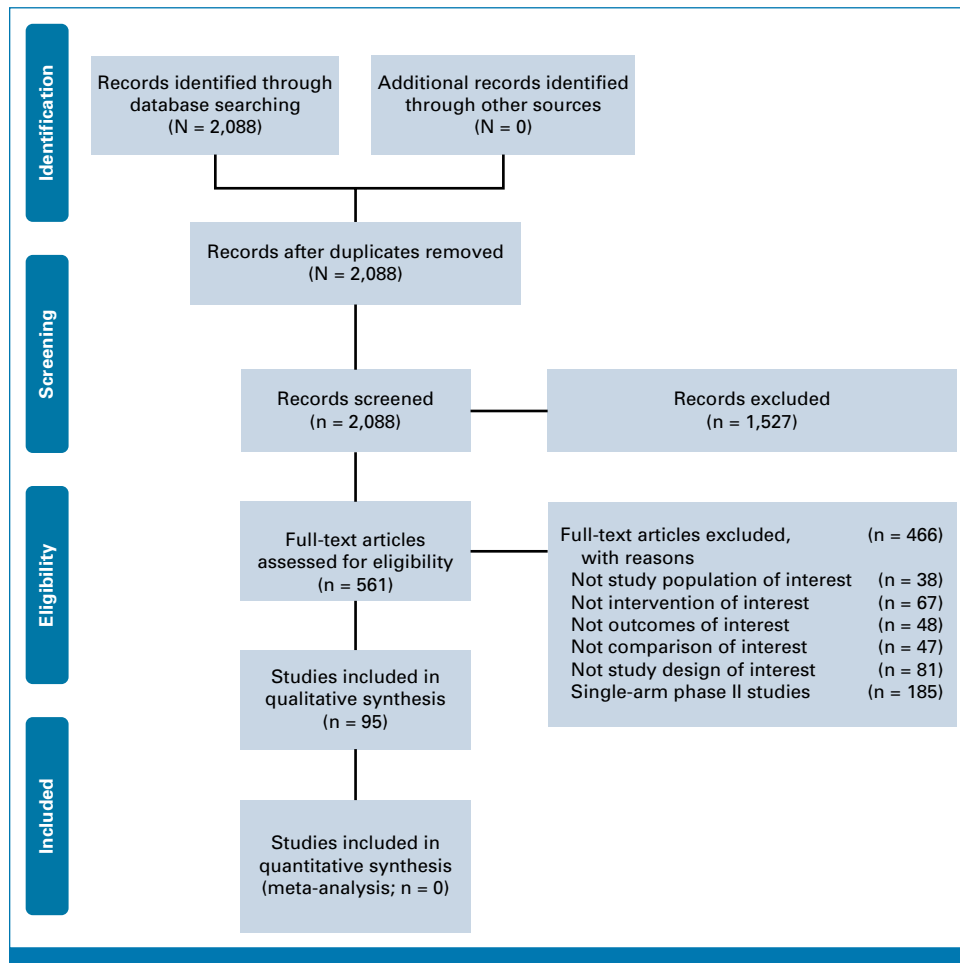 Identification
Records identified through
database searching
(N = 2,088)
Additional records identified
through other sources
(N = 0)
Records after duplicates removed
(N = 2,088)
Screening
Records screened
(n = 2,088)
Records excluded
(n = 1,527)
Eligibility
Full-text articles
assessed for eligibility
(n = 561)
Full-text articles excluded, (n = 466)
with reasons
Not study population of interest (n = 38)
Not intervention of interest (n = 67)
Not outcomes of interest (n = 48)
Not comparison of interest (n = 47)
Not study design of interest (n = 81)
Single-arm phase II studies (n = 185)
Studies included in
qualitative synthesis
(n = 95)
Included
Studies included in
quantitative synthesis
(meta-analysis; n = 0)